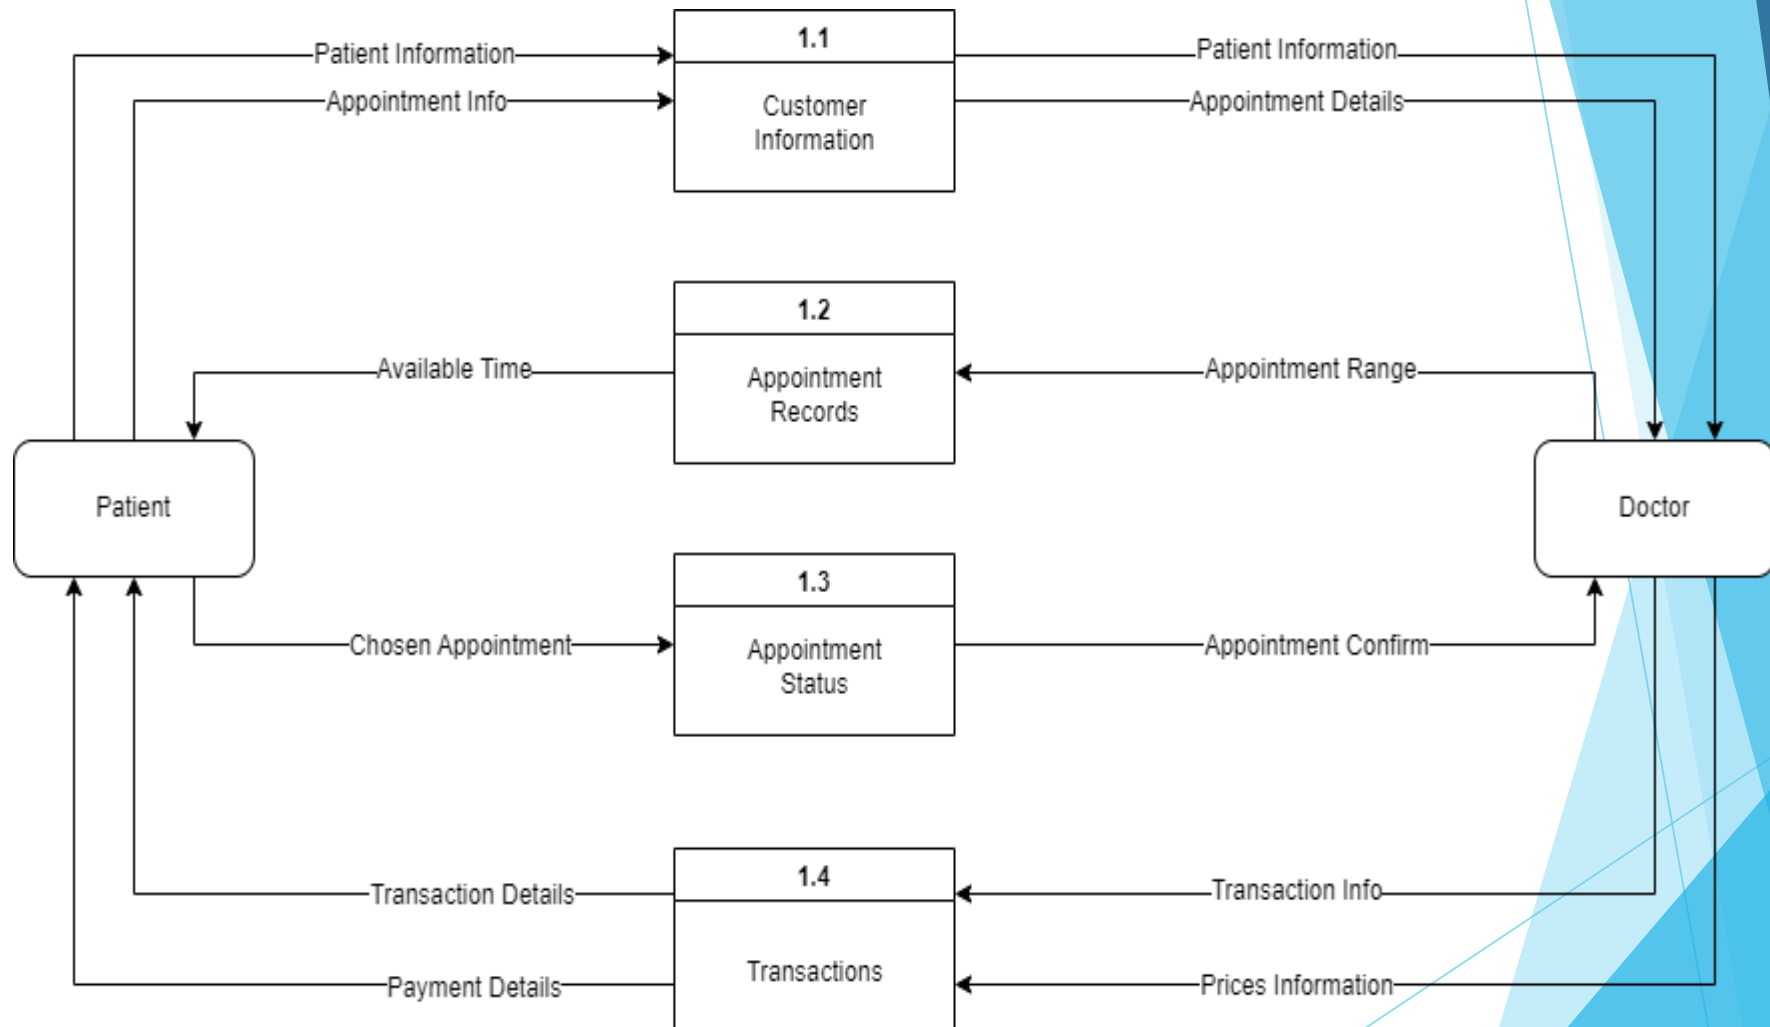 1.1
Patient Information
Patient Information
Appointment Info
Appointment Details
Customer
Information
1.2
Available Time
Appointment Range
Appointment
Records
Patient
Doctor
1.3
Chosen Appointment
Appointment Confirm
Appointment
Status
1.4
Transaction Details
Transaction Info
Transactions
Payment Details
Prices Information